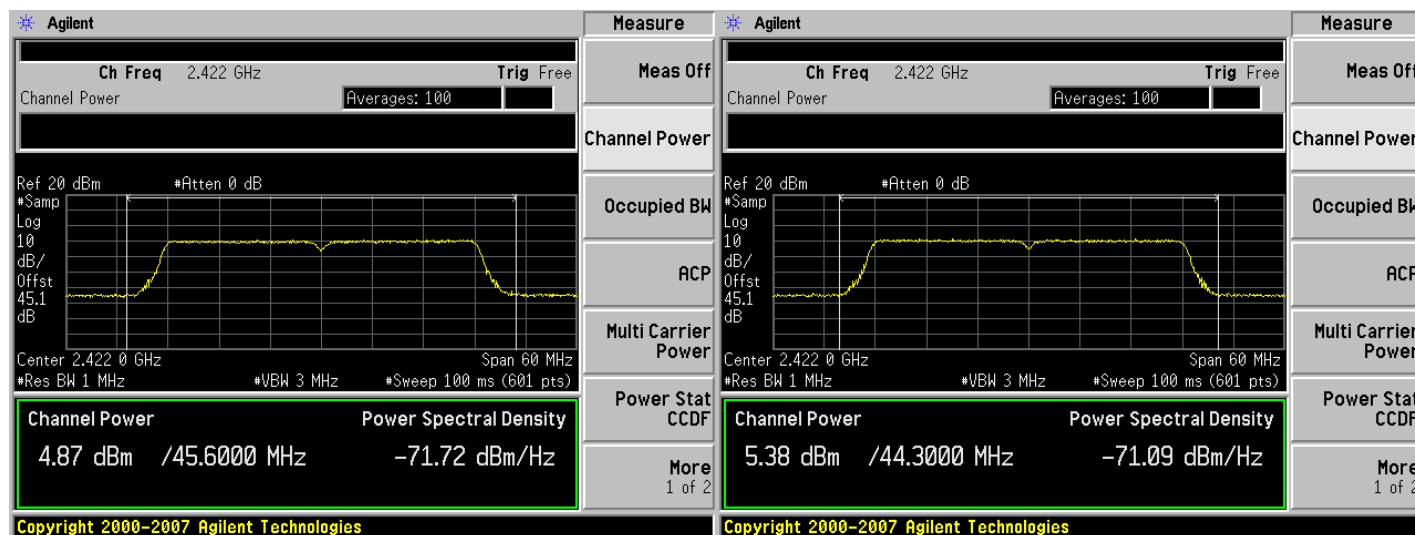 Agilent
Measure
Ch Freq 2.422 GHz Trig Free
Channel Power Averages: 100
Ref 20 dBm #Atten 0 dB
#Samp
Log
10
dB/
Offst
45.1
dB
Center 2.422 0 GHz Span 60 MHz
#Res BW 1 MHz #VBW 3 MHz #Sweep 100 ms (601 pts)
Channel Power Power Spectral Density
4.87 dBm /45.6000 MHz -71.72 dBm/Hz
Copyright 2000-2007 Agilent Technologies
Meas Off
Channel Power
Occupied BW
ACP
Multi Carrier
Power
Power Stat
CCDF
More
1 of 2
Agilent
Measure
Ch Freq 2.422 GHz Trig Free
Channel Power Averages: 100
Ref 20 dBm #Atten 0 dB
#Samp
Log
10
dB/
Offst
45.1
dB
Center 2.422 0 GHz Span 60 MHz
#Res BW 1 MHz #VBW 3 MHz #Sweep 100 ms (601 pts)
Channel Power Power Spectral Density
5.38 dBm /44.3000 MHz -71.09 dBm/Hz
Copyright 2000-2007 Agilent Technologies
Meas Off
Channel Power
Occupied BW
ACP
Multi Carrier
Power
Power Stat
CCDF
More
1 of 2